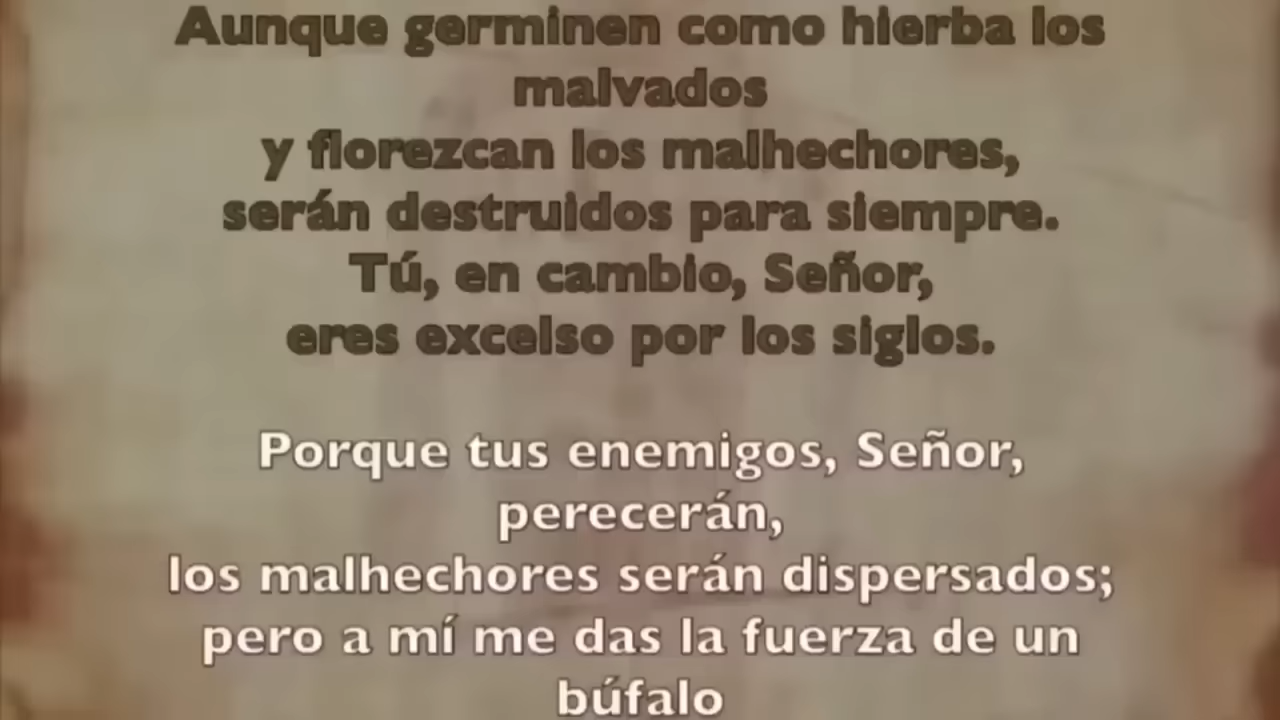 Aunque germinen como hierba los
malvados
y florezcan los malhechores,
serán destruidos para siempre.
Tú, en cambio, Señor,
eres excelso por los siglos.
Porque tus enemigos, Señor,
perecerán,
los malhechores serán dispersados;
pero a mí me das la fuerza de un
búfalo